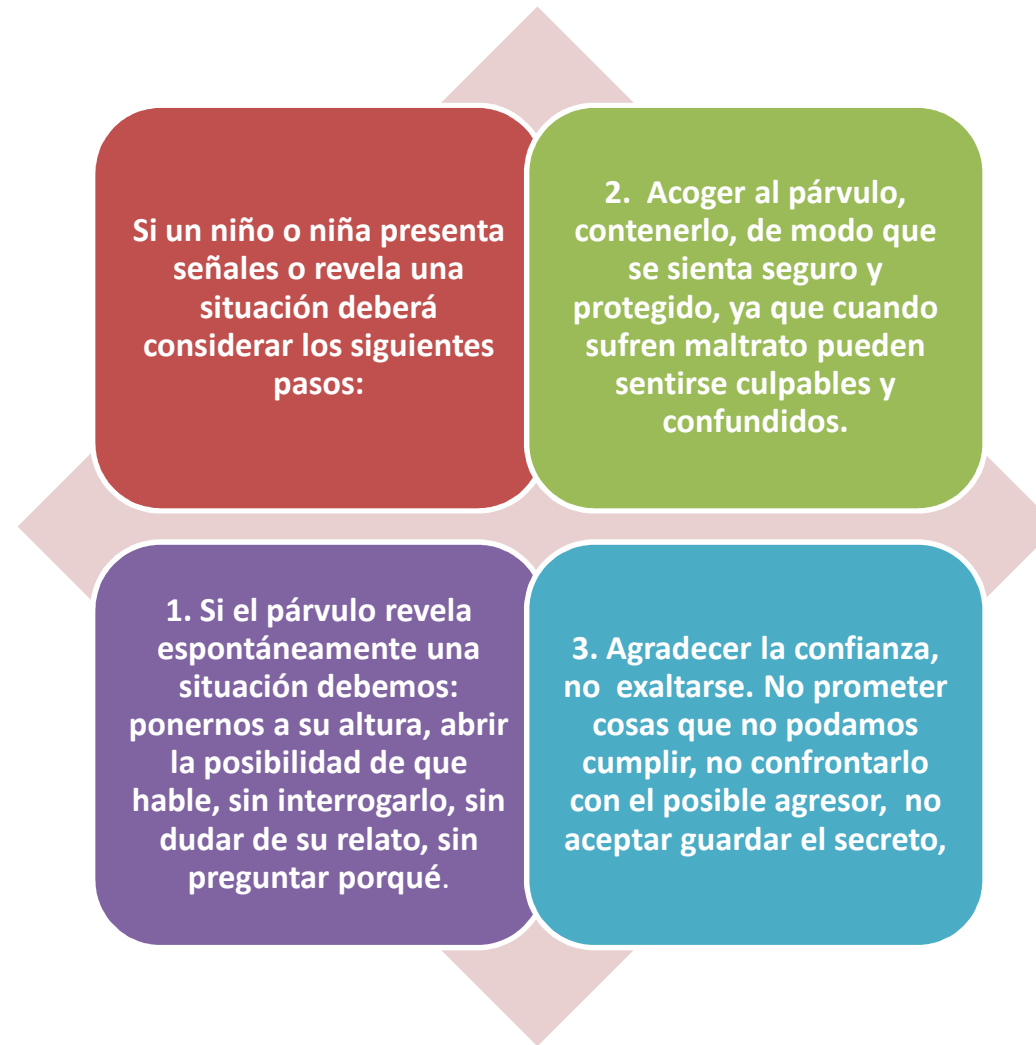 Si un niño o niña presenta
señales o revela una
situación deberá
considerar los siguientes
pasos:
2.  Acoger al párvulo,
contenerlo, de modo que
se sienta seguro y
protegido, ya que cuando
sufren maltrato pueden
sentirse culpables y
confundidos.
1. Si el párvulo revela
espontáneamente una
situación debemos:
ponernos a su altura, abrir
la posibilidad de que
hable, sin interrogarlo, sin
dudar de su relato, sin
preguntar porqué.
3. Agradecer la confianza,
no  exaltarse. No prometer
cosas que no podamos
cumplir, no confrontarlo
con el posible agresor,  no
aceptar guardar el secreto,